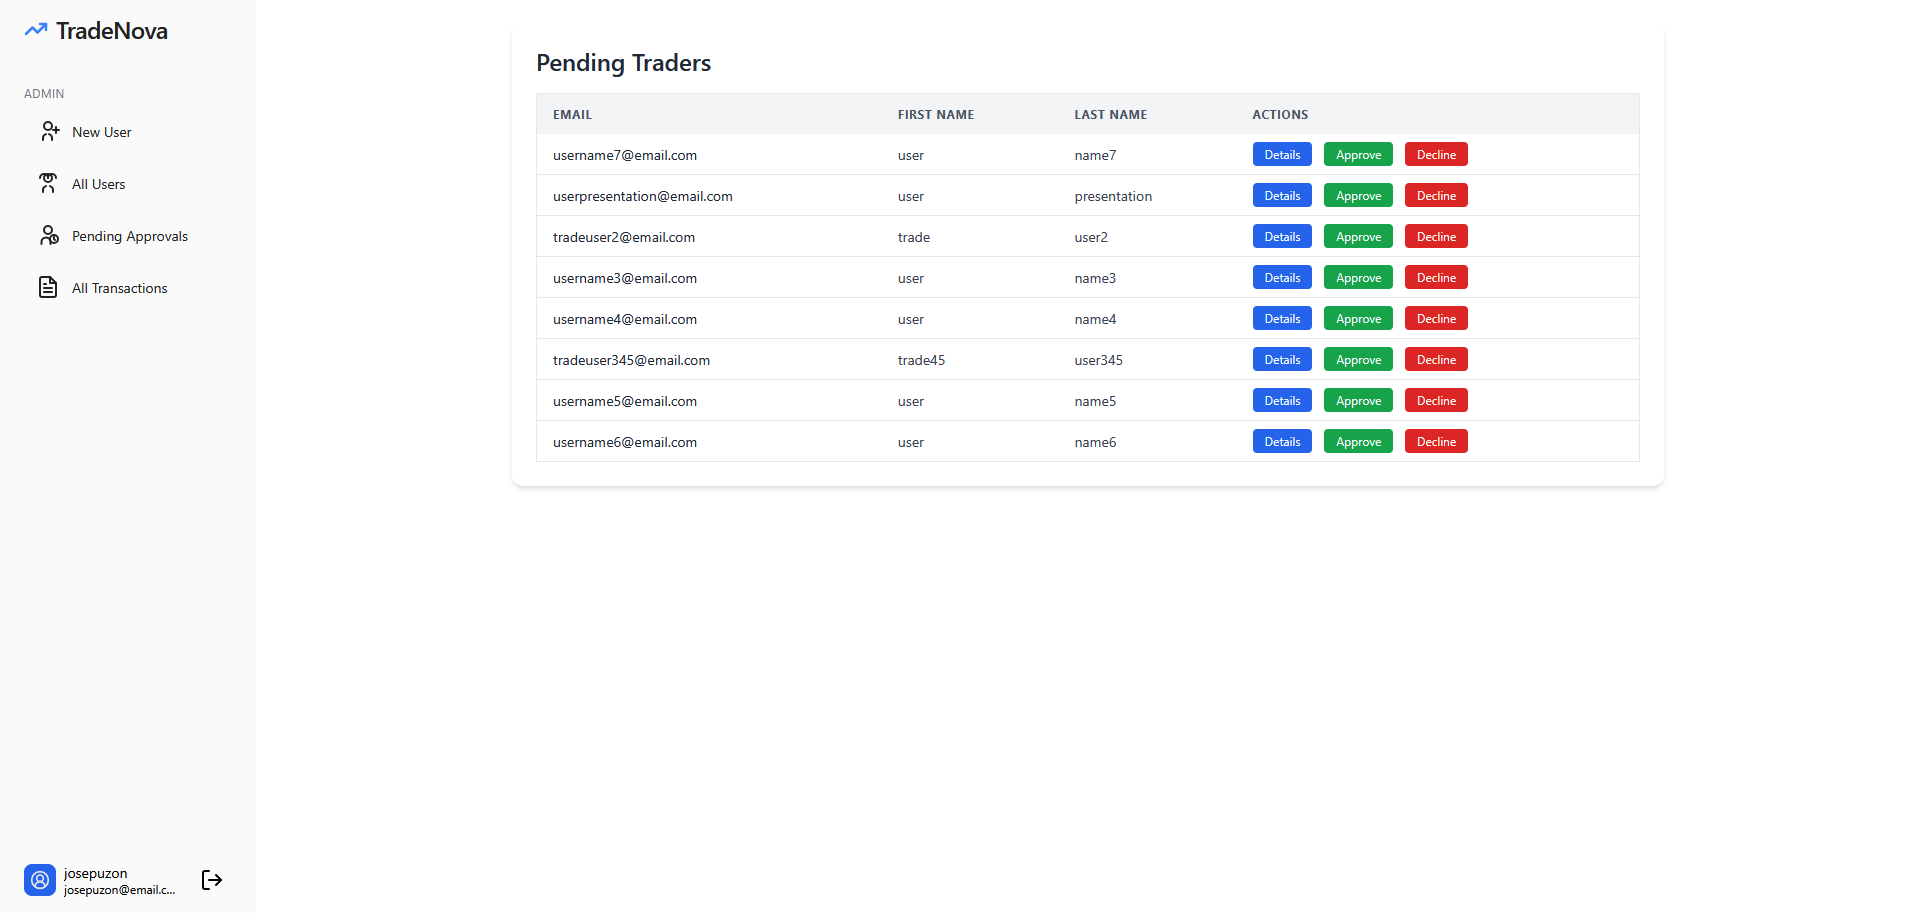 TradeNova
ADMIN
New User
All Users
Pending Approvals
All Transactions
josepuzon
josepuzon@email.c...
Pending Traders
EMAIL FIRST NAME LAST NAME ACTIONS
username7@email.com user name7 Details Approve Decline
userpresentation@email.com user presentation Details Approve Decline
tradeuser2@email.com trade user2 Details Approve Decline
username3@email.com user name3 Details Approve Decline
username4@email.com user name4 Details Approve Decline
tradeuser345@email.com trade45 user345 Details Approve Decline
username5@email.com user name5 Details Approve Decline
username6@email.com user name6 Details Approve Decline